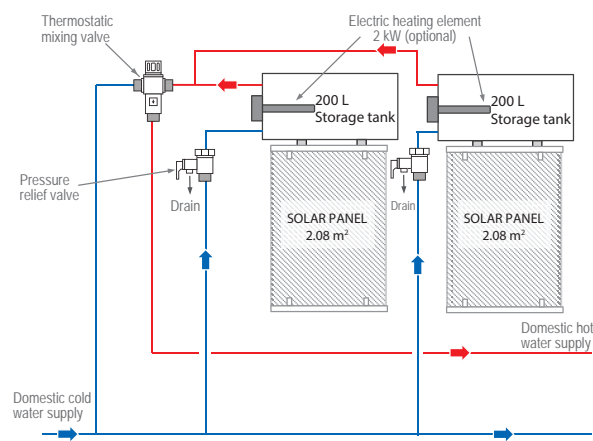 Thermostatic
mixing valve
Electric heating element
2 kW (optional)
200 L
Storage tank
200 L
Storage tank
Pressure
relief valve
Drain
Drain
SOLAR PANEL
2.08 m²
SOLAR PANEL
2.08 m²
Domestic hot
water supply
Domestic cold
water supply